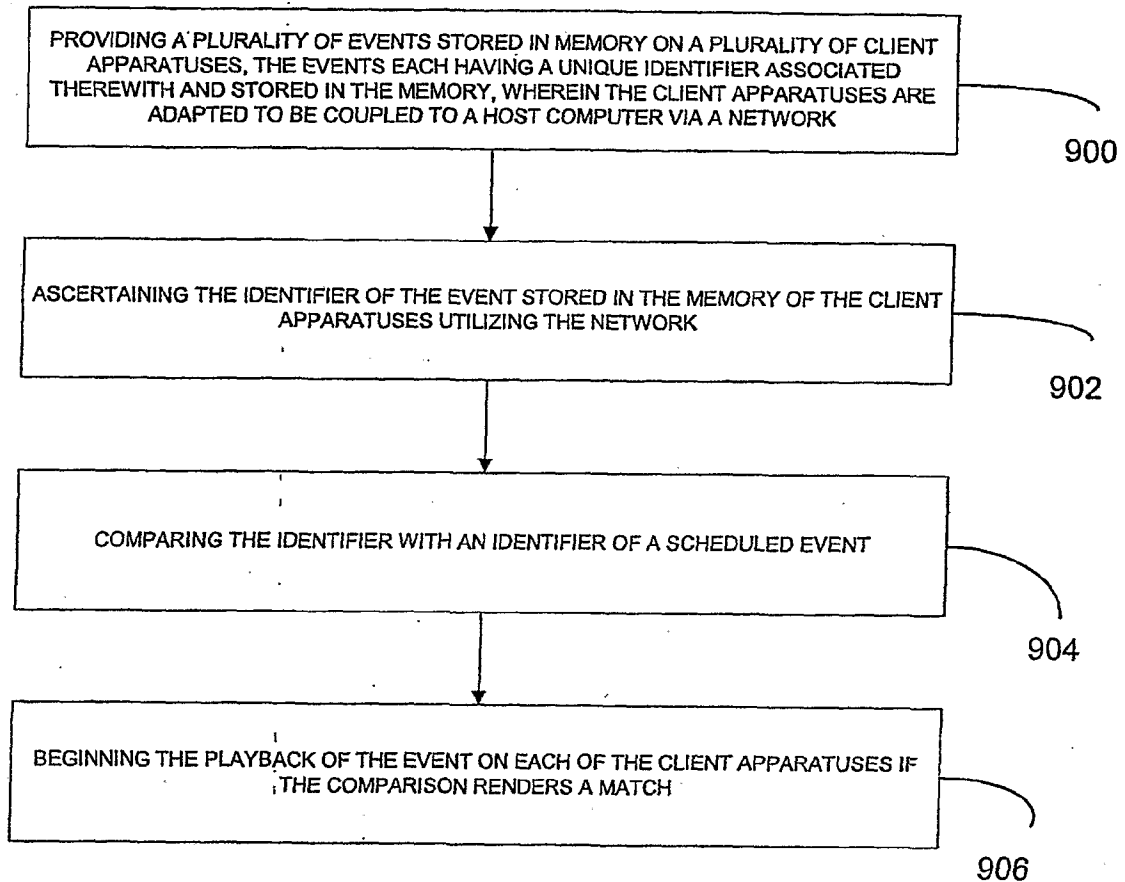 PROVIDING A PLURALITY OF EVENTS STORED IN MEMORY ON A PLURALITY OF CLIENT
APPARATUSES, THE EVENTS EACH HAVING A UNIQUE IDENTIFIER ASSOCIATED
THEREWITH AND STORED IN THE MEMORY, WHEREIN THE CLIENT APPARATUSES ARE
ADAPTED TO BE COUPLED TO A HOST COMPUTER VIA A NETWORK
900
ASCERTAINING THE IDENTIFIER OF THE EVENT STORED IN THE MEMORY OF THE CLIENT
APPARATUSES UTILIZING THE NETWORK
902
COMPARING THE IDENTIFIER WITH AN IDENTIFIER OF A SCHEDULED EVENT
904
BEGINNING THE PLAYBACK OF THE EVENT ON EACH OF THE CLIENT APPARATUSES IF
THE COMPARISON RENDERS A MATCH
906